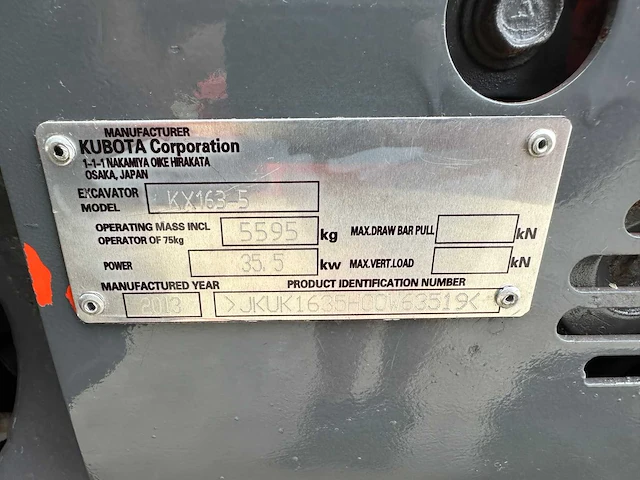 MANUFACTURER
KUBOTA Corporation
1-1-1 NAKAMIYA OIKE HIRAKATA
OSAKA, JAPAN
EXCAVATOR MODEL KX163-5
OPERATING MASS INCL OPERATOR OF 75kg 5595 kg MAX.DRAW BAR PULL kN
POWER 35.5 kw MAX.VERT.LOAD kN
MANUFACTURED YEAR PRODUCT IDENTIFICATION NUMBER
2013 >JKUK1635H00W63519<